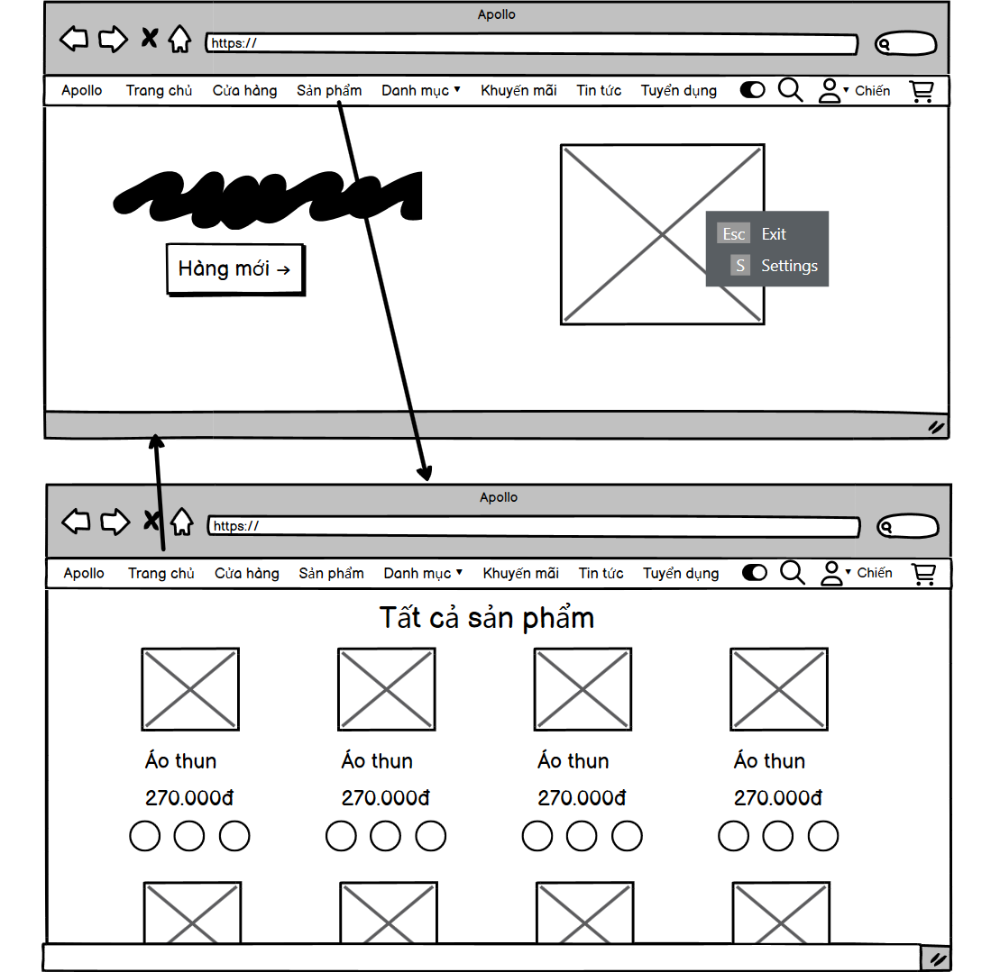 Apollo
https://
Apollo Trang chủ Cửa hàng Sản phẩm Danh mục ▼ Khuyến mãi Tin tức Tuyển dụng ▼ Chiến
Hàng mới →
Esc Exit
S Settings
Apollo
https://
Apollo Trang chủ Cửa hàng Sản phẩm Danh mục ▼ Khuyến mãi Tin tức Tuyển dụng ▼ Chiến
Tất cả sản phẩm
Áo thun Áo thun Áo thun Áo thun
270.000đ 270.000đ 270.000đ 270.000đ